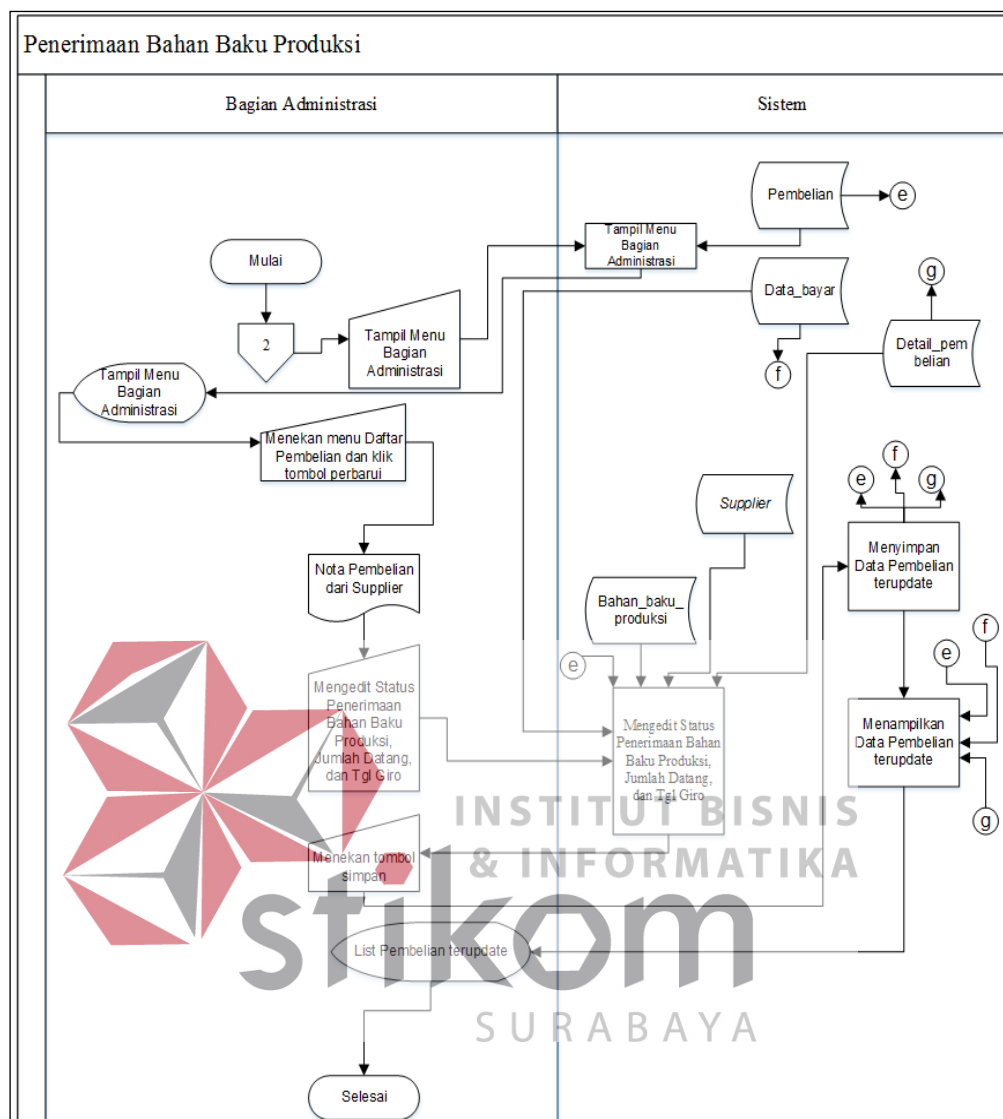 Penerimaan Bahan Baku Produksi
Bagian Administrasi
Sistem
Pembelian
e
Tampil Menu
Bagian
Administrasi
Mulai
Data_bayar
g
2
Tampil Menu
Bagian
Administrasi
Detail_pem
belian
f
Tampil Menu
Bagian
Administrasi
Menekan menu Daftar
Pembelian dan klik
tombol perbarui
f
e
g
Supplier
Menyimpan
Data Pembelian
terupdate
Nota Pembelian
dari Supplier
Bahan_baku_
produksi
f
e
e
Mengedit Status
Penerimaan
Bahan Baku
Produksi,
Jumlah Datang,
dan Tgl Giro
Mengedit Status
Penerimaan Bahan
Baku Produksi,
Jumlah Datang,
dan Tgl Giro
Menampilkan
Data Pembelian
terupdate
g
INSTITUT BISNIS
& INFORMATIKA
Menekan tombol
simpan
stikom
List Pembelian terupdate
SURABAYA
Selesai